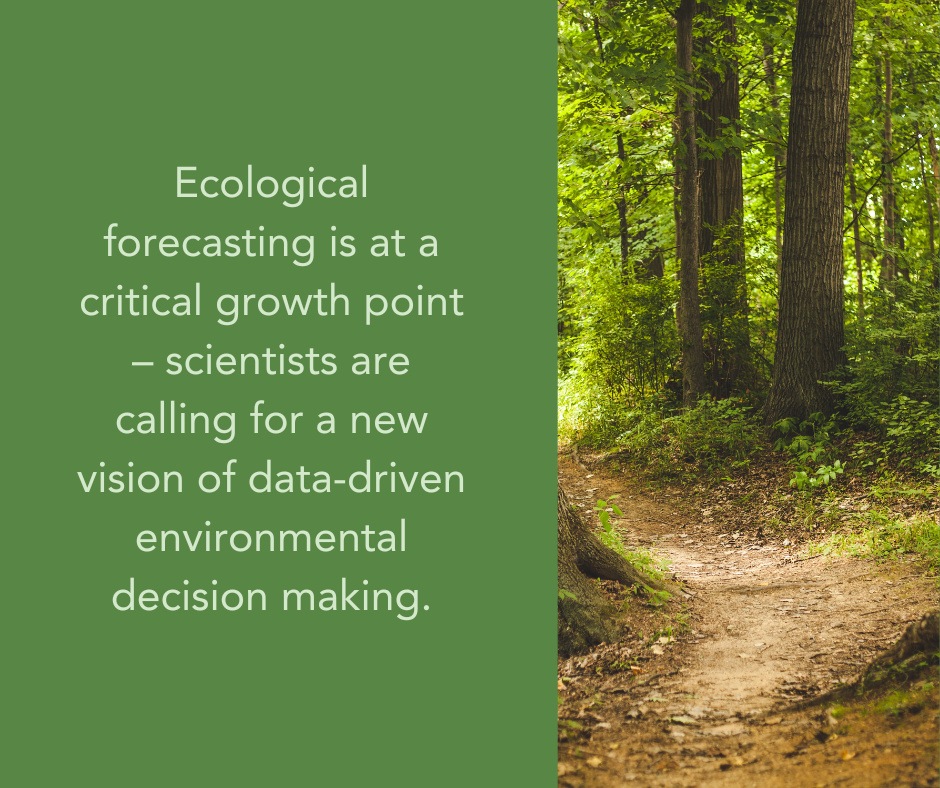 Ecological
forecasting is at a
critical growth point
– scientists are
calling for a new
vision of data-driven
environmental
decision making.